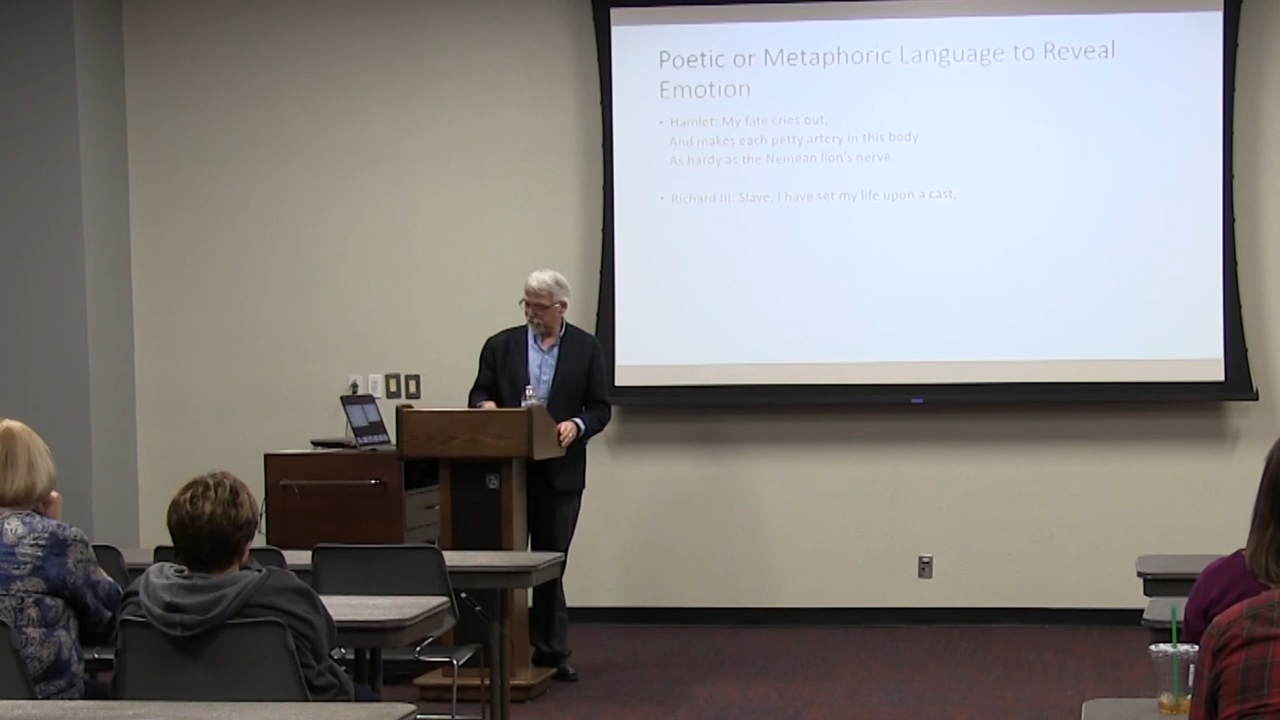 Poetic or Metaphoric Language to Reveal
Emotion
• Hamlet: My fate cries out,
And makes each petty artery in this body
As hardy as the Nemean lion's nerve.
• Richard III: Slave, I have set my life upon a cast,